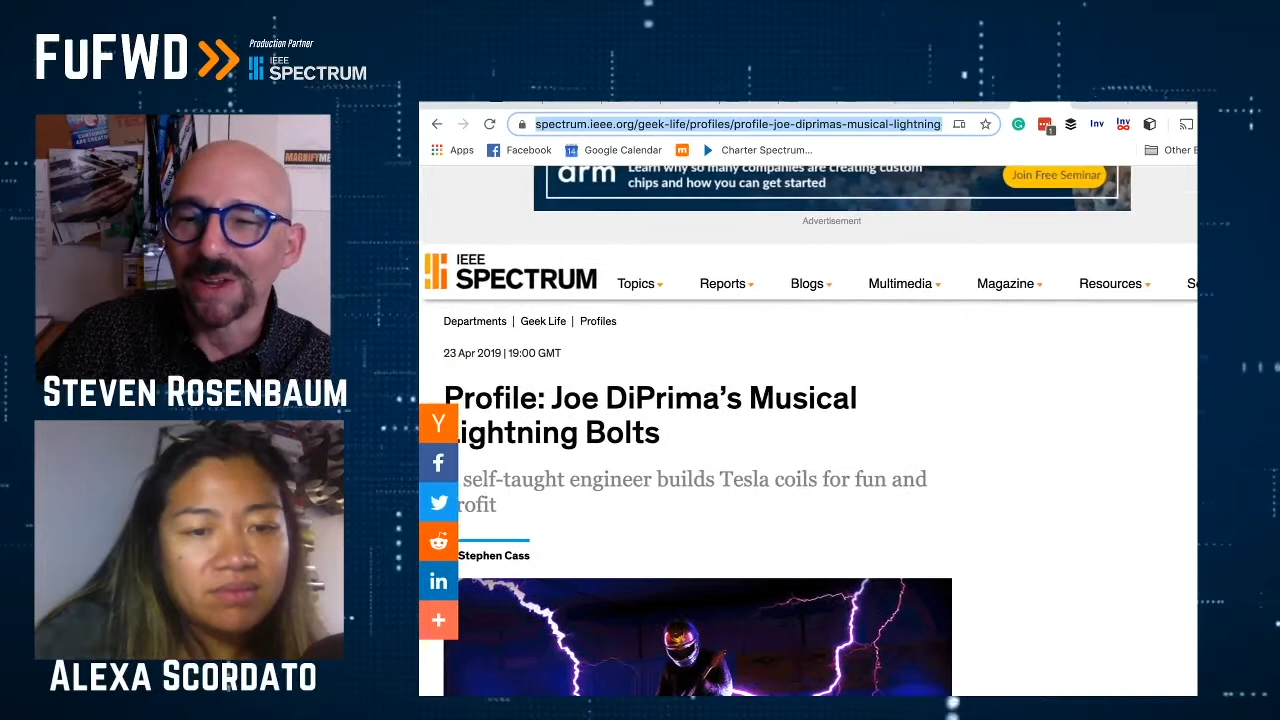 FUFWD
Production Partner
IEEE
SPECTRUM
MAGNIFYME
STEVEN ROSENBAUM
ALEXA SCORDATO
spectrum.ieee.org/geek-life/profiles/profile-joe-diprimas-musical-lightning
Inv
Inv
1
Apps
Facebook
14
Google Calendar
m
Charter Spectrum...
Other
arm
Learn why so many companies are creating custom
chips and how you can get started
Join Free Seminar
Advertisement
IEEE
SPECTRUM
Topics
Reports
Blogs
Multimedia
Magazine
Resources
Departments | Geek Life | Profiles
23 Apr 2019 | 19:00 GMT
Profile: Joe DiPrima's Musical
Lightning Bolts
self-taught engineer builds Tesla coils for fun and
rofit
Stephen Cass
Y
f
in
+